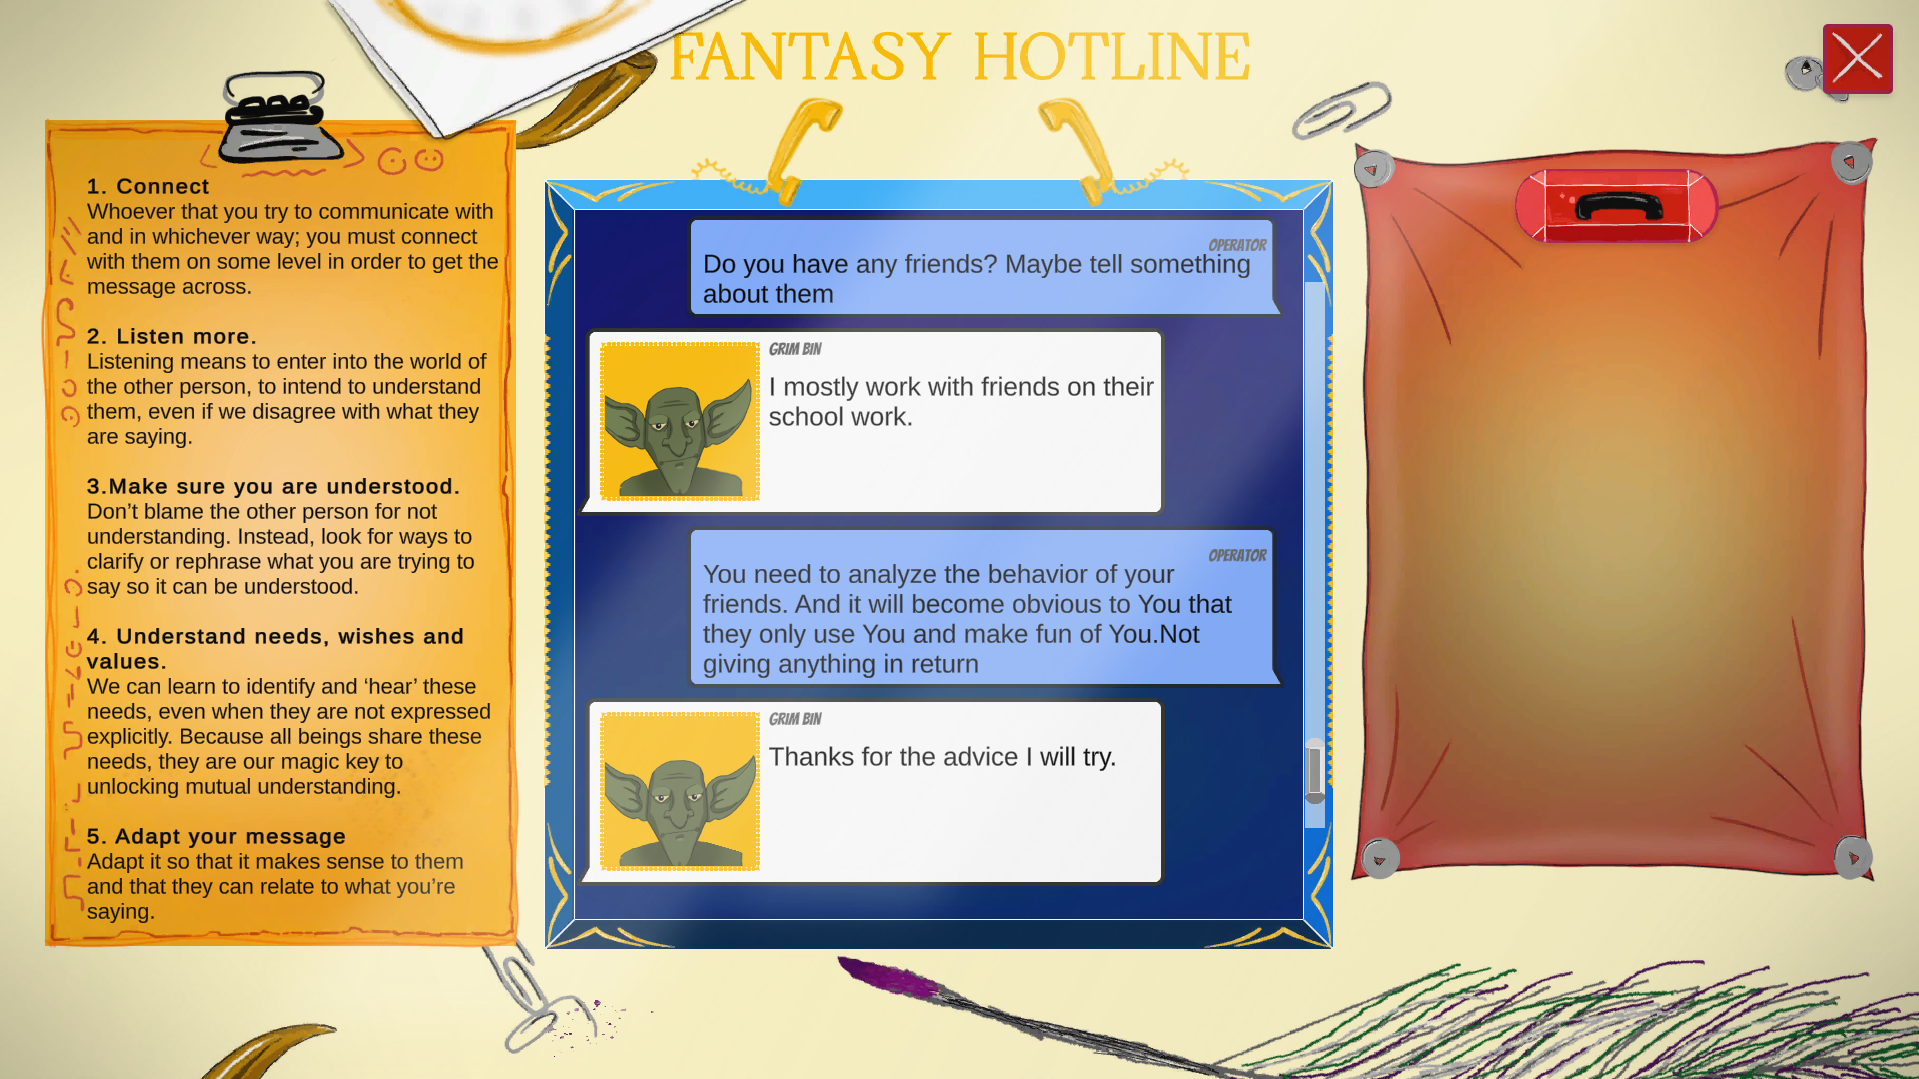 FANTASY HOTLINE
1. Connect
Whoever that you try to communicate with
and in whichever way; you must connect
with them on some level in order to get the
message across.
2. Listen more.
Listening means to enter into the world of
the other person, to intend to understand
them, even if we disagree with what they
are saying.
3.Make sure you are understood.
Don’t blame the other person for not
understanding. Instead, look for ways to
clarify or rephrase what you are trying to
say so it can be understood.
4. Understand needs, wishes and
values.
We can learn to identify and ‘hear’ these
needs, even when they are not expressed
explicitly. Because all beings share these
needs, they are our magic key to
unlocking mutual understanding.
5. Adapt your message
Adapt it so that it makes sense to them
and that they can relate to what you’re
saying.
OPERATOR
Do you have any friends? Maybe tell something
about them
GRIM BIN
I mostly work with friends on their
school work.
OPERATOR
You need to analyze the behavior of your
friends. And it will become obvious to You that
they only use You and make fun of You.Not
giving anything in return
GRIM BIN
Thanks for the advice I will try.